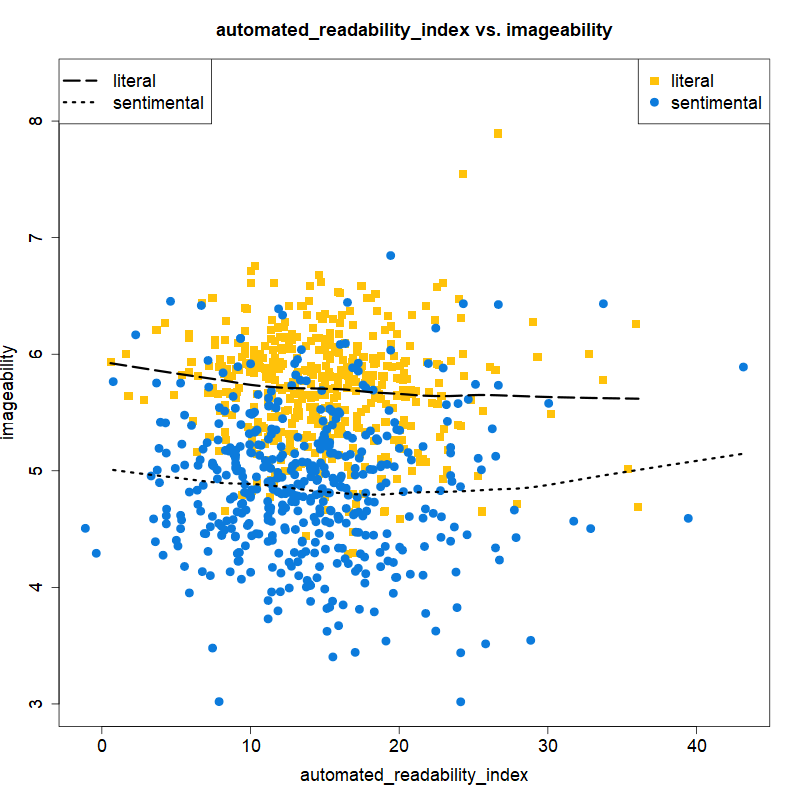 automated_readability_index vs. imageability
literal
sentimental
literal
sentimental
8
7
6
5
4
3
imageability
0 10 20 30 40
automated_readability_index